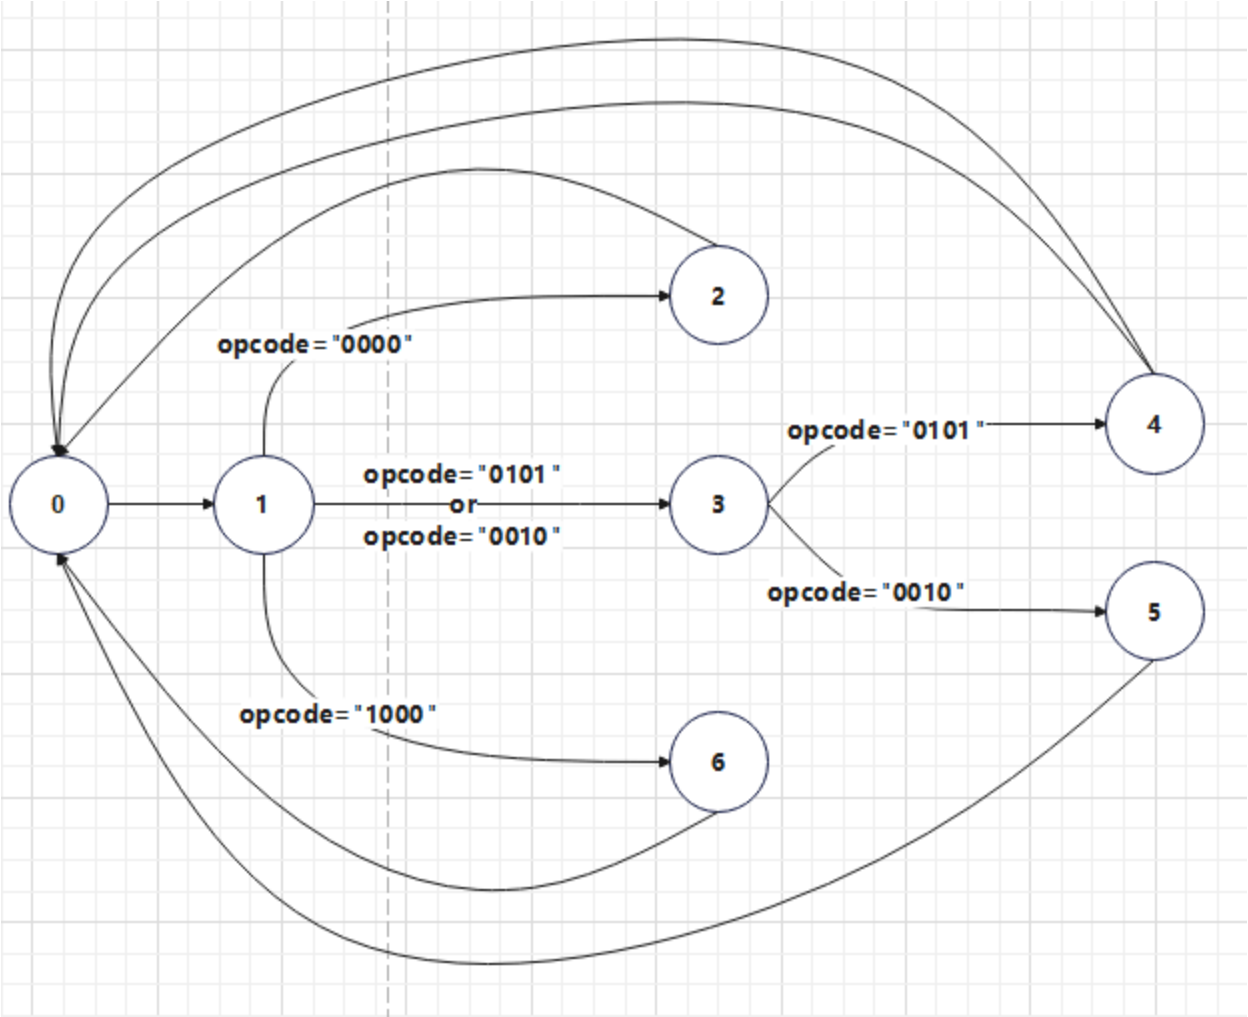 opcode="0000"
2
opcode="0101"
4
0
1
opcode="0101"
or
opcode="0010"
3
opcode="0010"
5
opcode="1000"
6